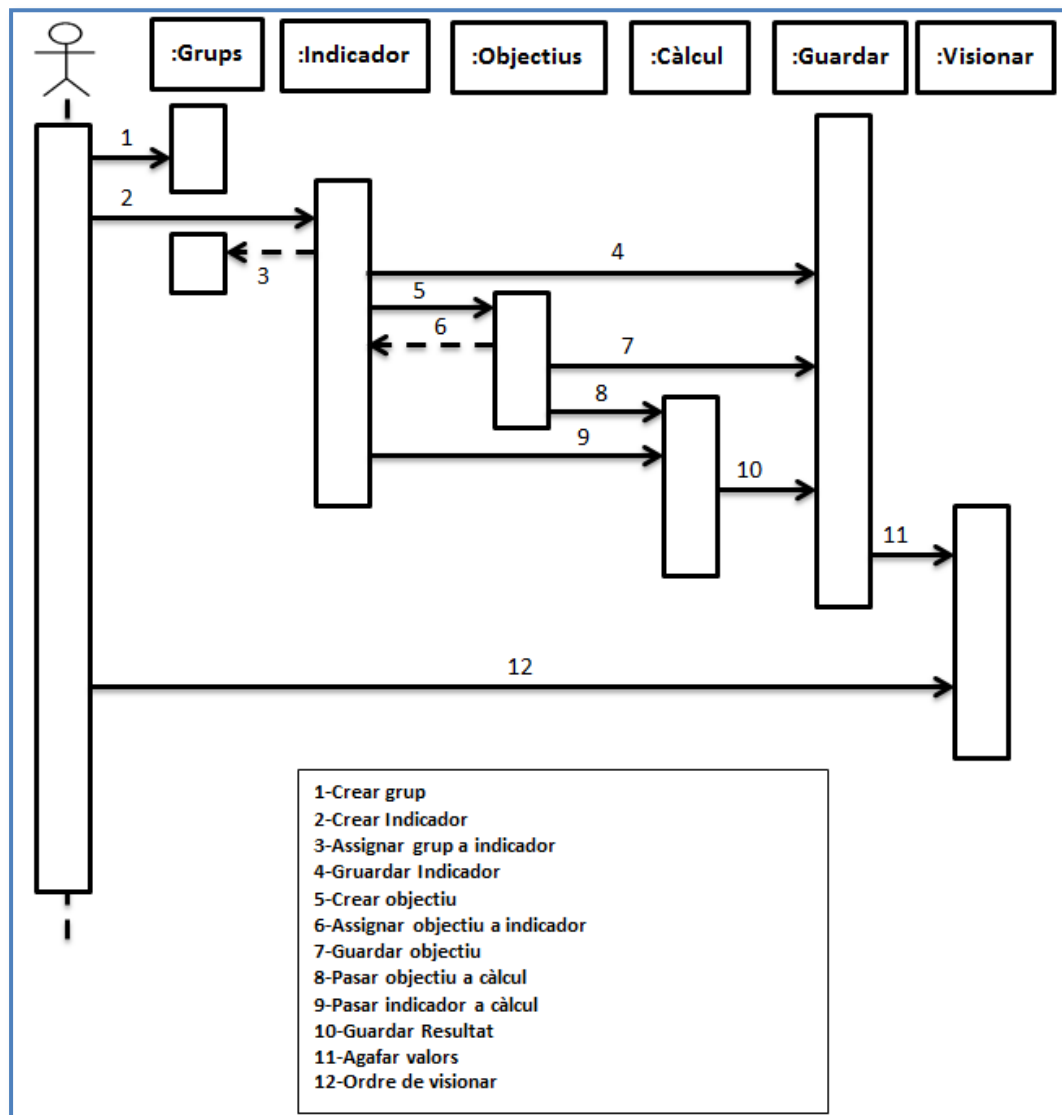 :Grups :Indicador :Objectius :Càlcul :Guardar :Visionar
1
2
3
4
5
6
7
8
9
10
11
12
1-Crear grup
2-Crear Indicador
3-Assignar grup a indicador
4-Gruardar Indicador
5-Crear objectiu
6-Assignar objectiu a indicador
7-Guardar objectiu
8-Pasar objectiu a càlcul
9-Pasar indicador a càlcul
10-Guardar Resultat
11-Agafar valors
12-Ordre de visionar